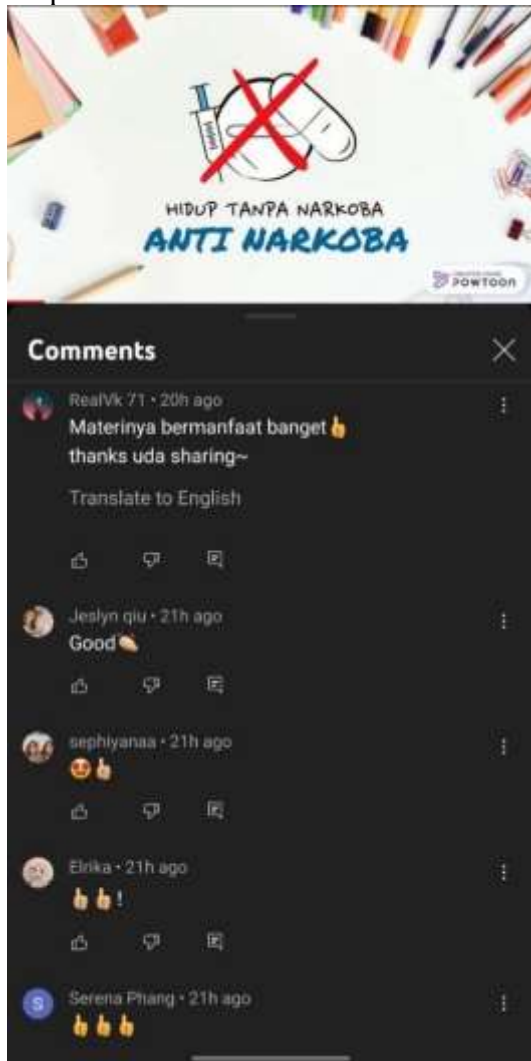 HIDUP TANPA NARKOBA
ANTI NARKOBA
POWTOON
Comments
RealVk 71 • 20h ago
Materinya bermanfaat banget👍
thanks uda sharing~
Translate to English
Jeslyn qiu • 21h ago
Good👏
sephiyanaa • 21h ago
🤩👍
Elrika • 21h ago
👍👍!
S
Serena Phang • 21h ago
👍👍👍